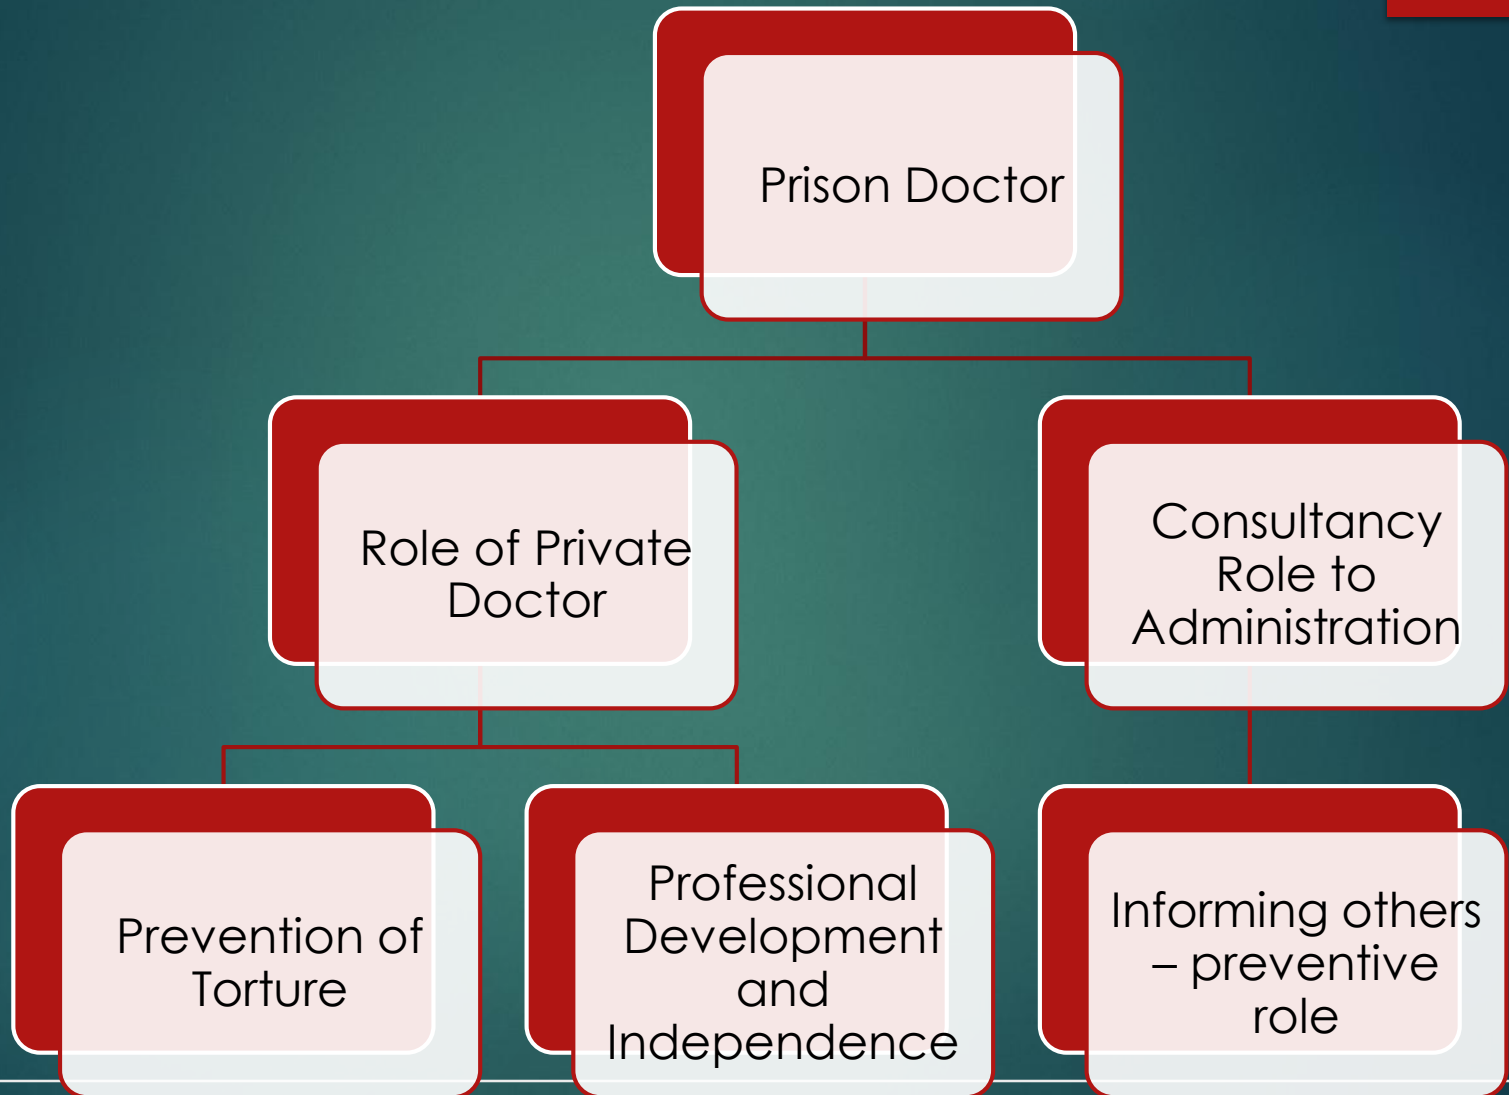 Prison Doctor
Role of Private
Doctor
Consultancy
Role to
Administration
Prevention of
Torture
Professional
Development
and
Independence
Informing others
– preventive
role